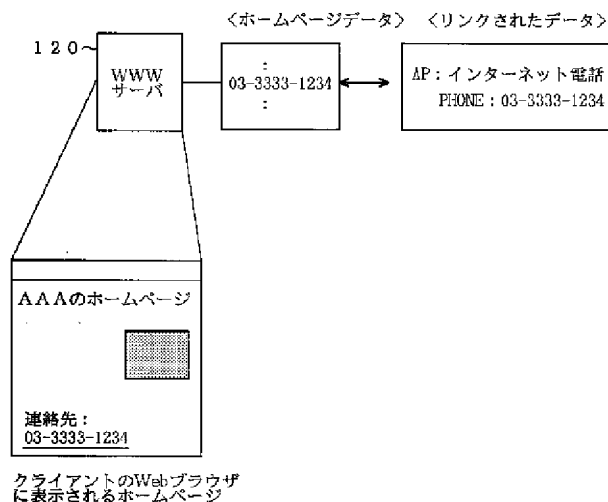 〈ホームページデータ〉 〈リンクされたデータ〉
120~
WWW
サーバ
:
03-3333-1234
:
AP:インターネット電話
PHONE:03-3333-1234
AAAのホームページ
連絡先:
03-3333-1234
クライアントのWebブラウザ
に表示されるホームページ